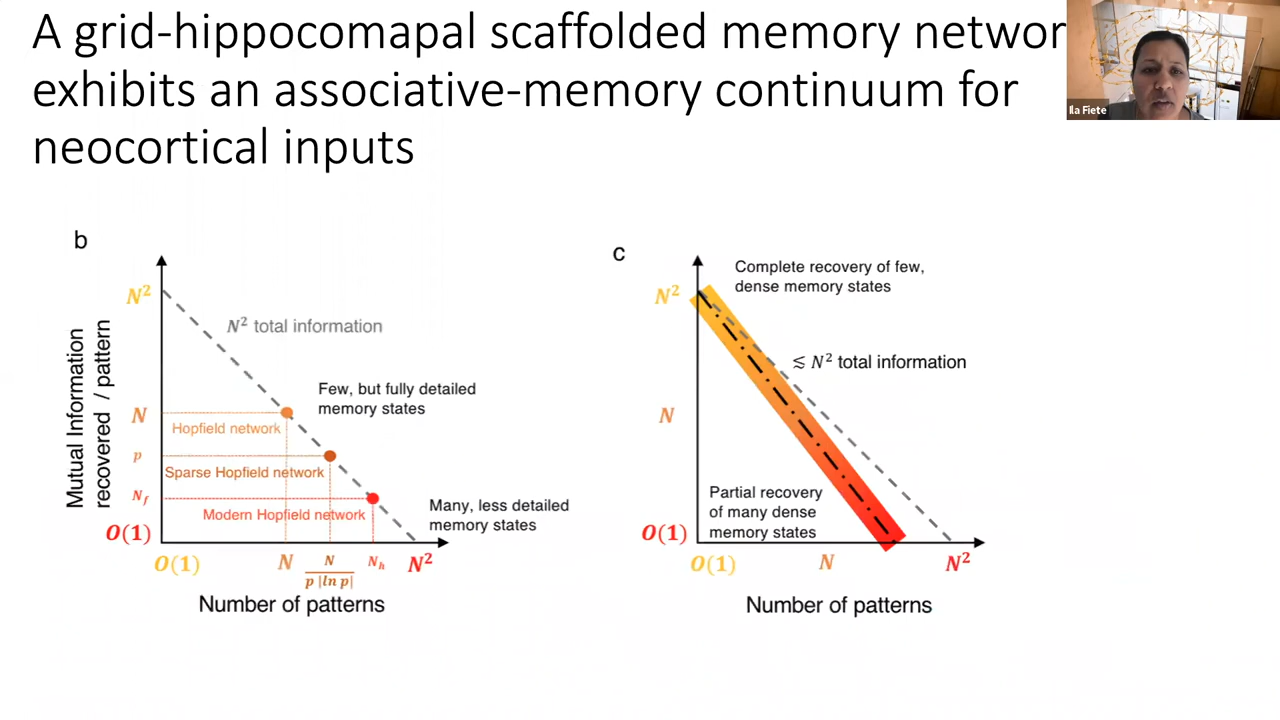 A grid-hippocomapal scaffolded memory networ
exhibits an associative-memory continuum for
neocortical inputs
Ila Fiete
b
N²
Mutual Information
recovered / pattern
N² total information
Few, but fully detailed
memory states
N
Hopfield network
p
Sparse Hopfield network
N_f
Modern Hopfield network
Many, less detailed
memory states
O(1)
O(1)
N
N
p |ln p|
N_h
N²
Number of patterns
c
Complete recovery of few,
dense memory states
N²
≲ N² total information
N
Partial recovery
of many dense
memory states
O(1)
O(1)
N
N²
Number of patterns